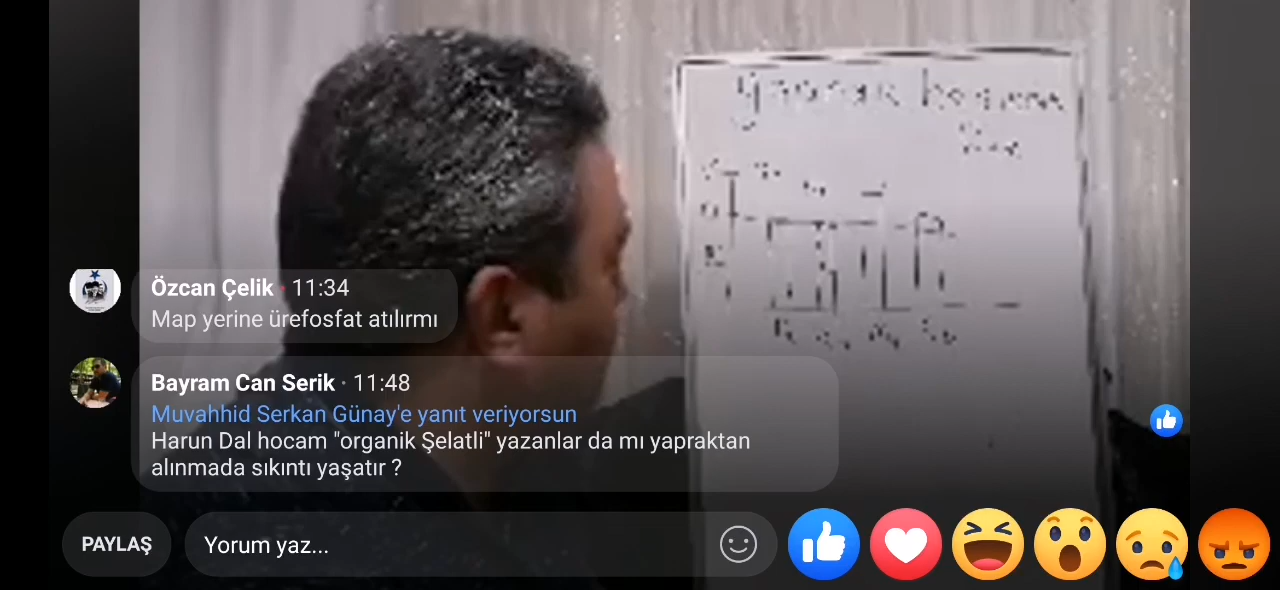 Özcan Çelik · 11:34
Map yerine ürefosfat atılırmı
Bayram Can Serik · 11:48
Muvahhid Serkan Günay'e yanıt veriyorsun
Harun Dal hocam "organik Şelatli" yazanlar da mı yapraktan
alınmada sıkıntı yaşatır ?
PAYLAŞ
Yorum yaz...